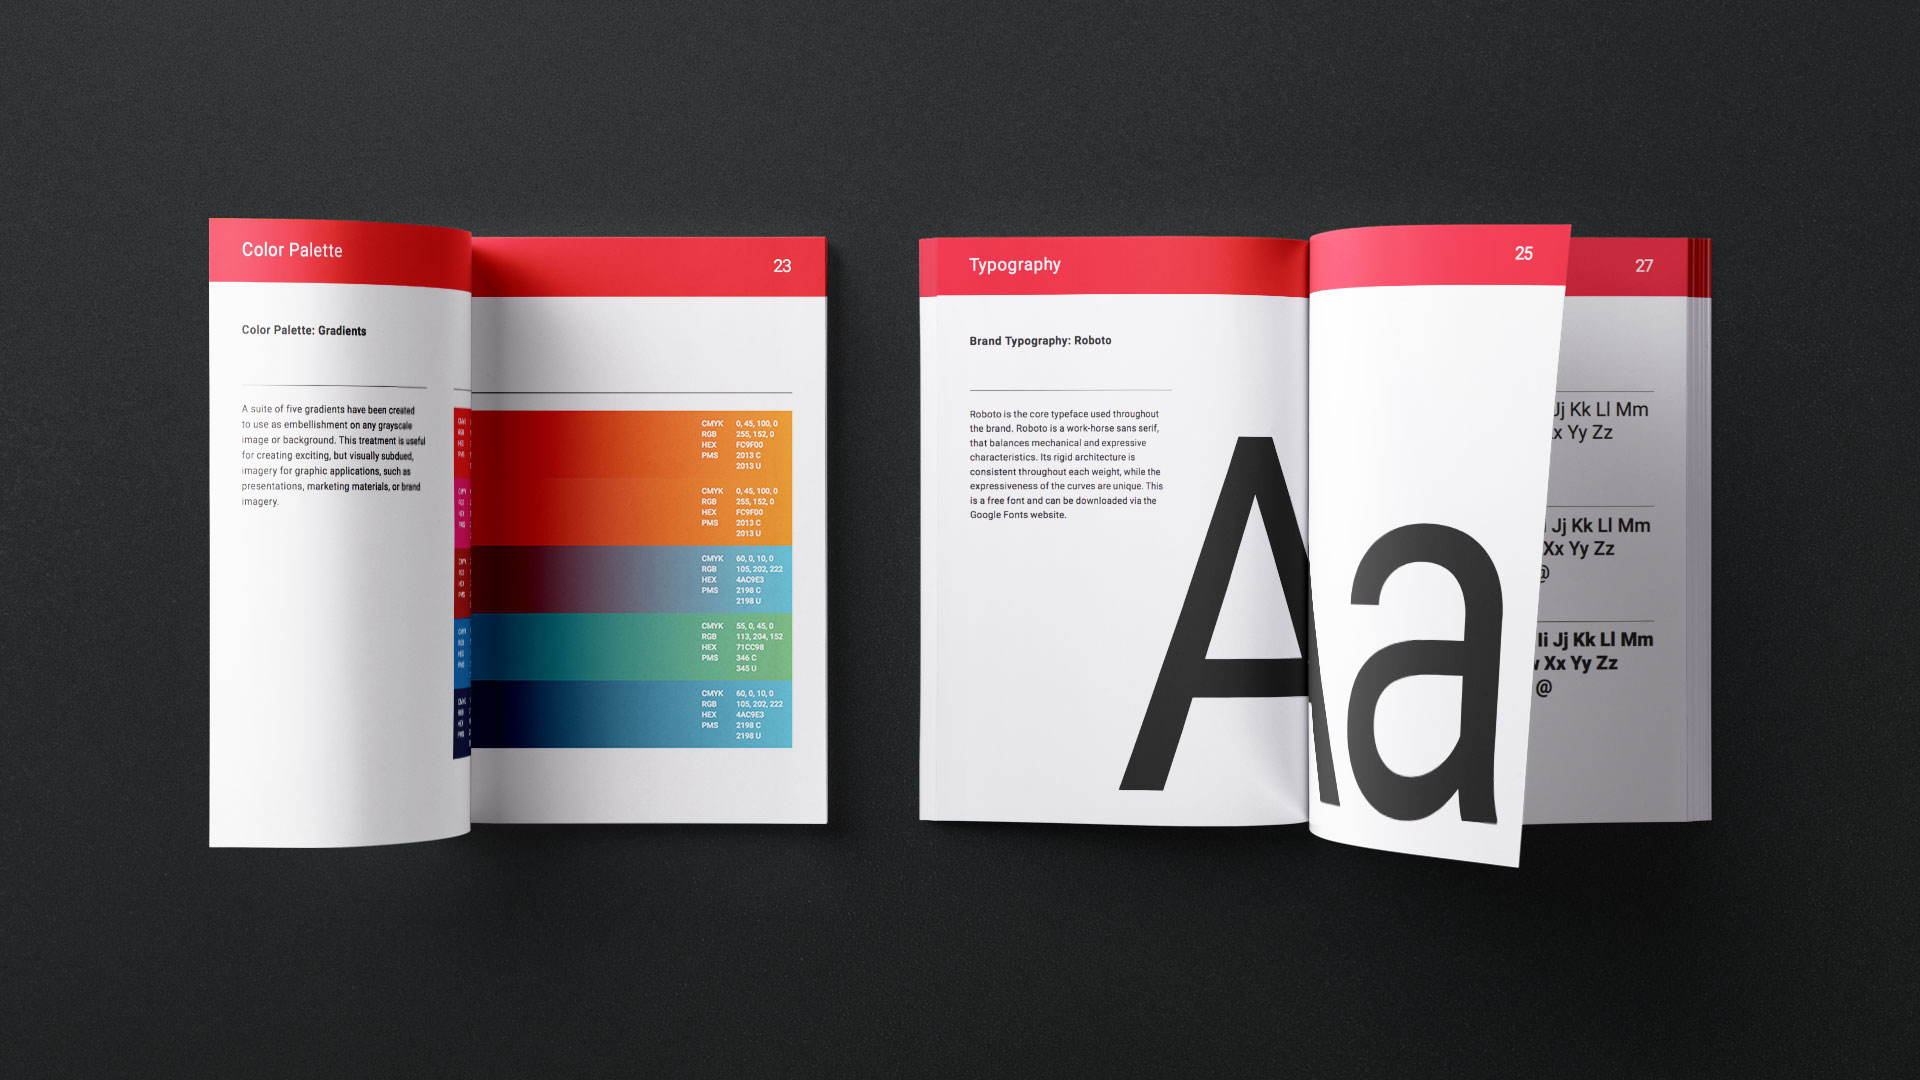 Color Palette
23
Color Palette: Gradients
A suite of five gradients have been created
to use as embellishment on any grayscale
image or background. This treatment is useful
for creating exciting, but visually subdued,
imagery for graphic applications, such as
presentations, marketing materials, or brand
imagery.
CMYK 0, 45, 100, 0
RGB 255, 152, 0
HEX FC9F00
PMS 2013 C
2013 U
CMYK 0, 45, 100, 0
RGB 255, 152, 0
HEX FC9F00
PMS 2013 C
2013 U
CMYK 60, 0, 10, 0
RGB 105, 202, 222
HEX 4AC9E3
PMS 2198 C
2198 U
CMYK 55, 0, 45, 0
RGB 113, 204, 152
HEX 71CC98
PMS 346 C
345 U
CMYK 60, 0, 10, 0
RGB 105, 202, 222
HEX 4AC9E3
PMS 2198 C
2198 U
Typography
25
27
Brand Typography: Roboto
Roboto is the core typeface used throughout
the brand. Roboto is a work-horse sans serif,
that balances mechanical and expressive
characteristics. Its rigid architecture is
consistent throughout each weight, while the
expressiveness of the curves are unique. This
is a free font and can be downloaded via the
Google Fonts website.
Aa
Jj Kk Ll Mm
Yy Zz
Jj Kk Ll Mm
Xx Yy Zz
@
Ii Jj Kk Ll Mm
Xx Yy Zz
@